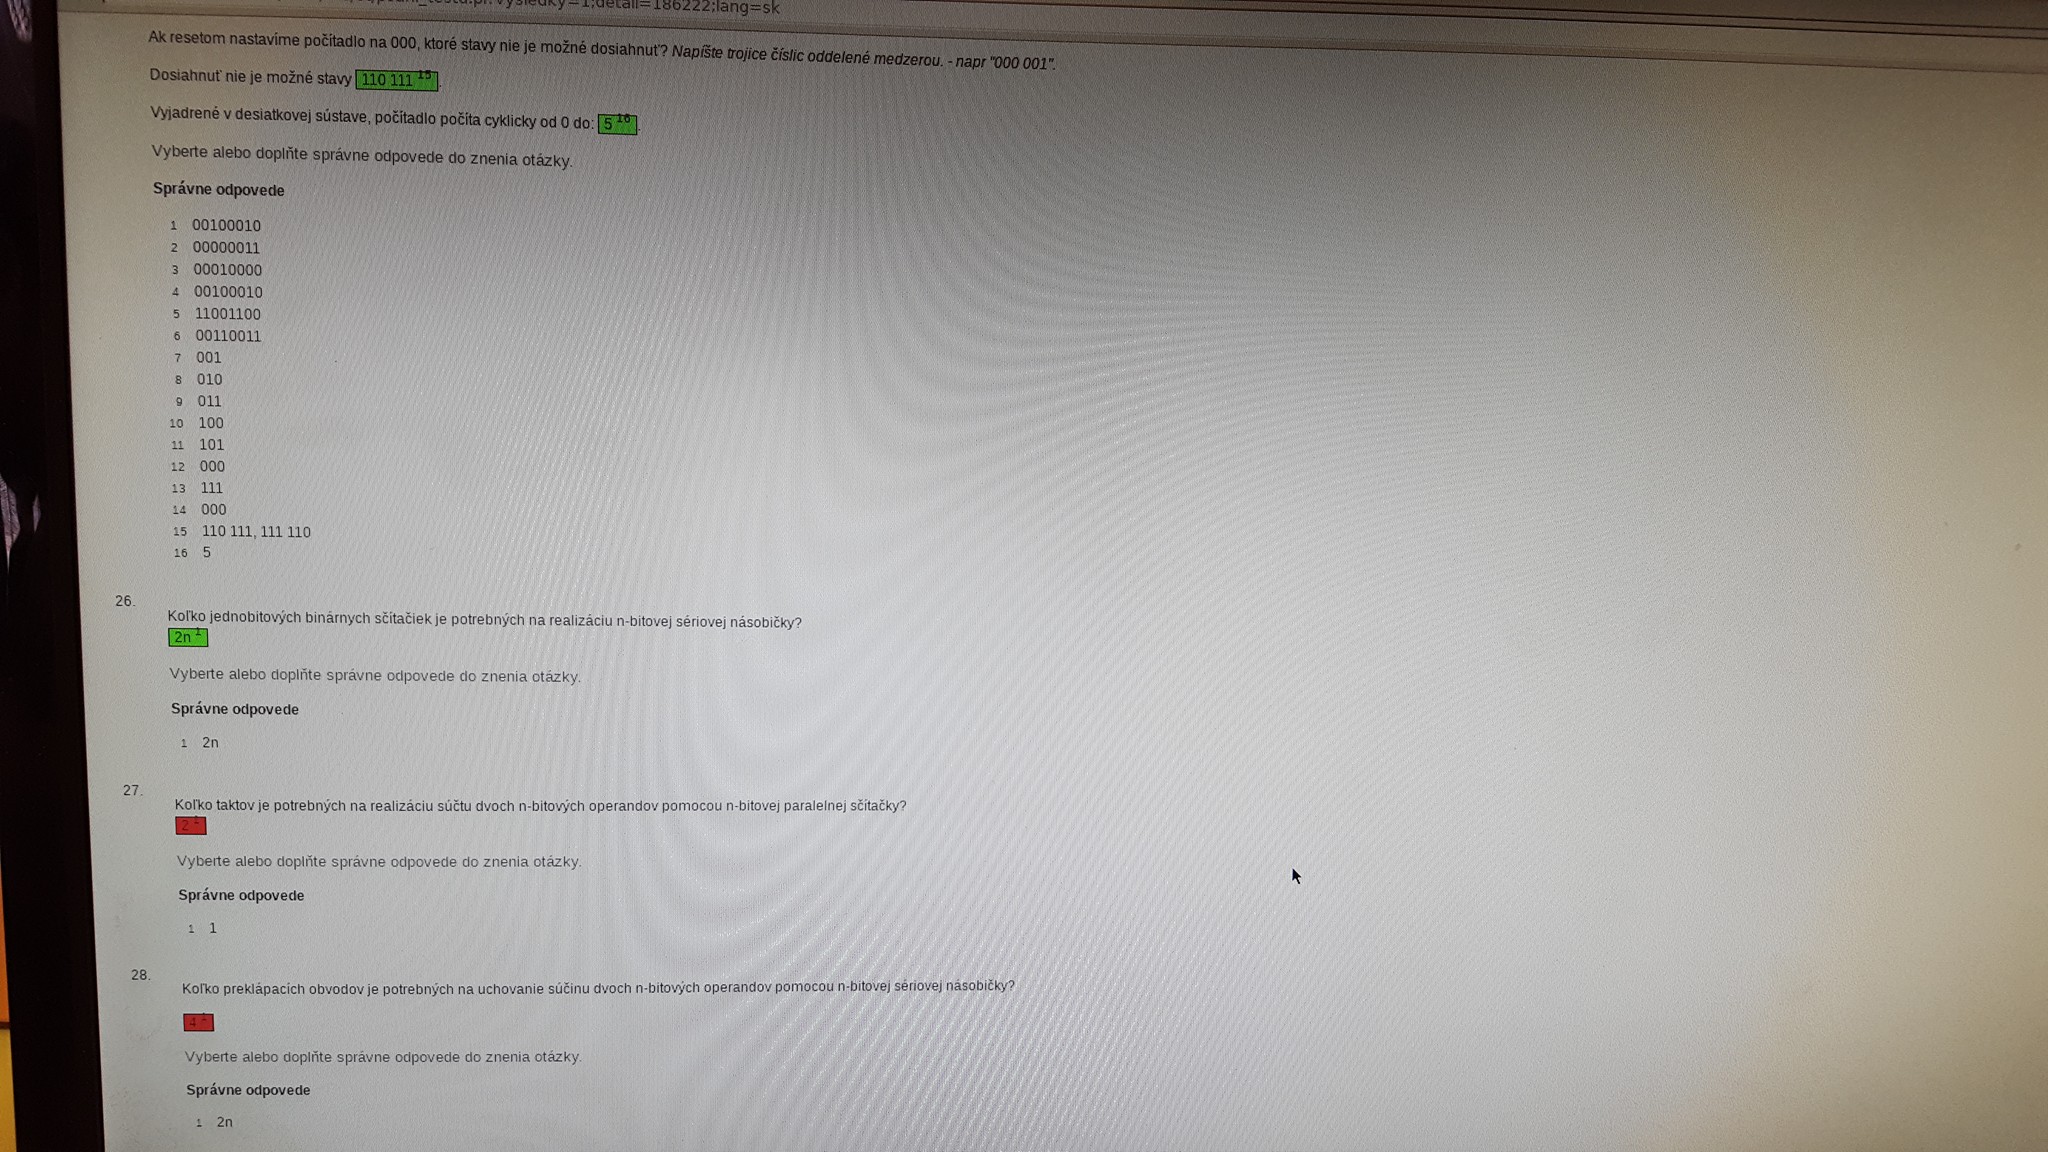 výsledky=1;detail=186222;lang=sk
Ak resetom nastavíme počítadlo na 000, ktoré stavy nie je možné dosiahnuť? Napíšte trojice číslic oddelené medzerou. - napr "000 001".
Dosiahnuť nie je možné stavy 110 111 15.
Vyjadrené v desiatkovej sústave, počítadlo počíta cyklicky od 0 do: 5 16.
Vyberte alebo doplňte správne odpovede do znenia otázky.
Správne odpovede
1 00100010
2 00000011
3 00010000
4 00100010
5 11001100
6 00110011
7 001
8 010
9 011
10 100
11 101
12 000
13 111
14 000
15 110 111, 111 110
16 5
26.
Koľko jednobitových binárnych sčítačiek je potrebných na realizáciu n-bitovej sériovej násobičky?
2n 1
Vyberte alebo doplňte správne odpovede do znenia otázky.
Správne odpovede
1 2n
27.
Koľko taktov je potrebných na realizáciu súčtu dvoch n-bitových operandov pomocou n-bitovej paralelnej sčítačky?
2 1
Vyberte alebo doplňte správne odpovede do znenia otázky.
Správne odpovede
1 1
28.
Koľko preklápacich obvodov je potrebných na uchovanie súčinu dvoch n-bitových operandov pomocou n-bitovej sériovej násobičky?
4 1
Vyberte alebo doplňte správne odpovede do znenia otázky.
Správne odpovede
1 2n